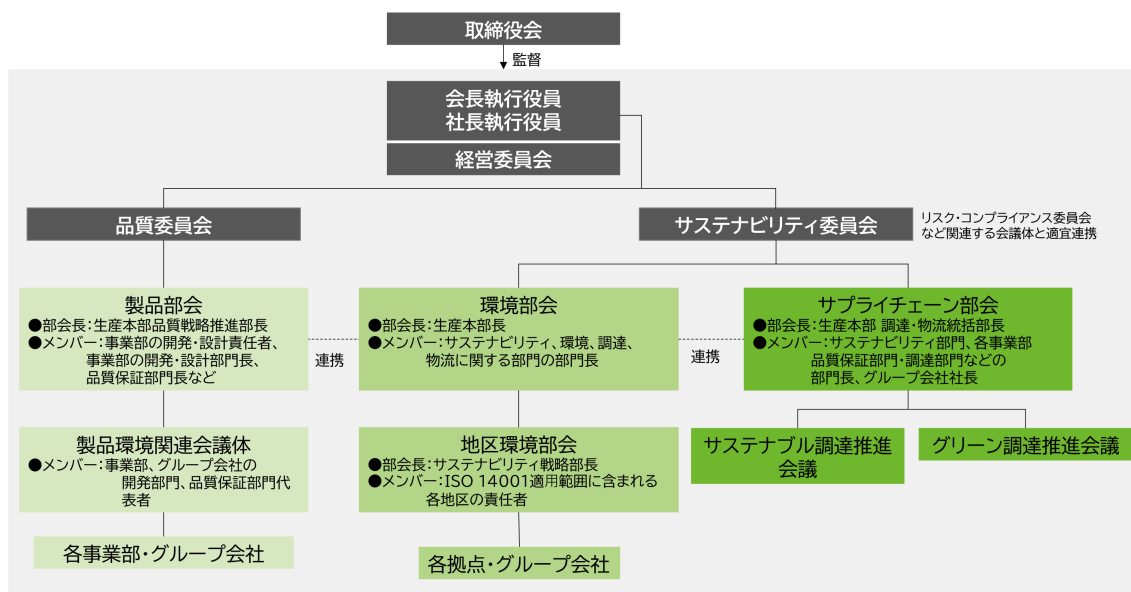 取締役会
監督
会長執行役員
社長執行役員
経営委員会
品質委員会
サステナビリティ委員会
リスク・コンプライアンス委員会
など関連する会議体と適宜連携
製品部会
●部会長：生産本部品質戦略推進部長
●メンバー：事業部の開発・設計責任者、
事業部の開発・設計部門長、
品質保証部門長など
連携
環境部会
●部会長：生産本部長
●メンバー：サステナビリティ、環境、調達、
物流に関する部門の部門長
連携
サプライチェーン部会
●部会長：生産本部 調達・物流統括部長
●メンバー：サステナビリティ部門、各事業部
品質保証部門・調達部門などの
部門長、グループ会社社長
製品環境関連会議体
●メンバー：事業部、グループ会社の
開発部門、品質保証部門代
表者
地区環境部会
●部会長：サステナビリティ戦略部長
●メンバー：ISO 14001適用範囲に含まれる
各地区の責任者
サステナブル調達推進
会議
グリーン調達推進会議
各事業部・グループ会社
各拠点・グループ会社